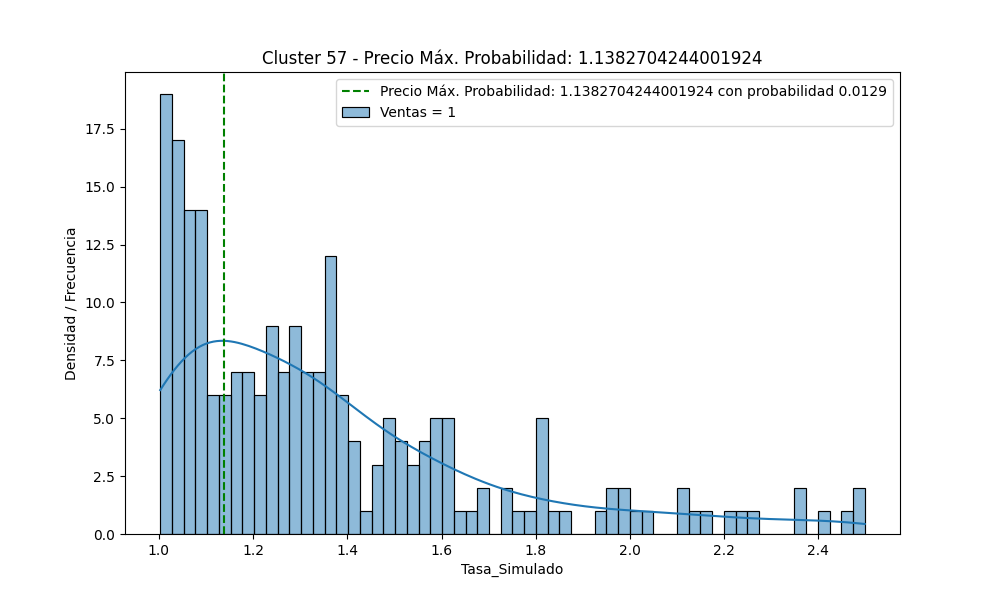 Cluster 57 - Precio Máx. Probabilidad: 1.1382704244001924
Precio Máx. Probabilidad: 1.1382704244001924 con probabilidad 0.0129
Ventas = 1
Densidad / Frecuencia
17.5
15.0
12.5
10.0
7.5
5.0
2.5
0.0
1.0 1.2 1.4 1.6 1.8 2.0 2.2 2.4
Tasa_Simulado